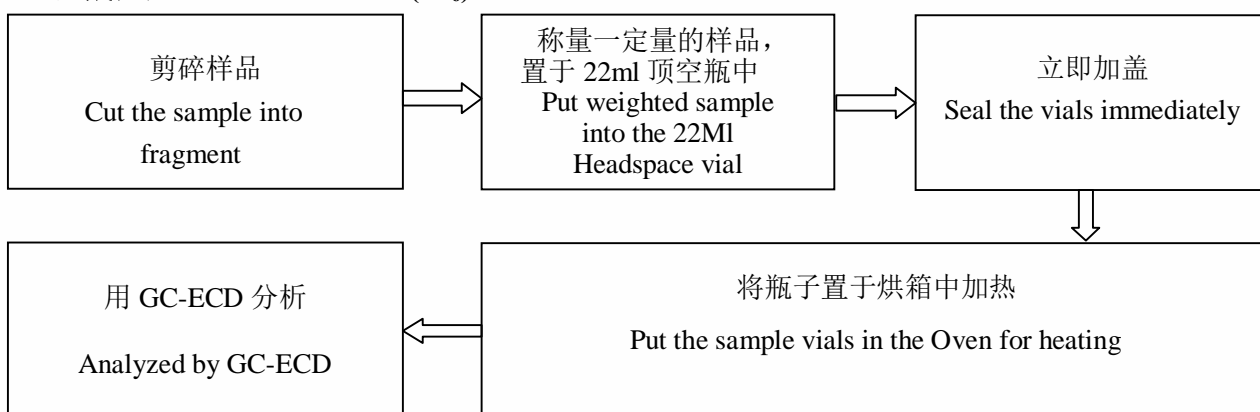 剪碎样品
Cut the sample into
fragment
称量一定量的样品，
置于 22ml 顶空瓶中
Put weighted sample
into the 22Ml
Headspace vial
立即加盖
Seal the vials immediately
将瓶子置于烘箱中加热
Put the sample vials in the Oven for heating
用 GC-ECD 分析
Analyzed by GC-ECD